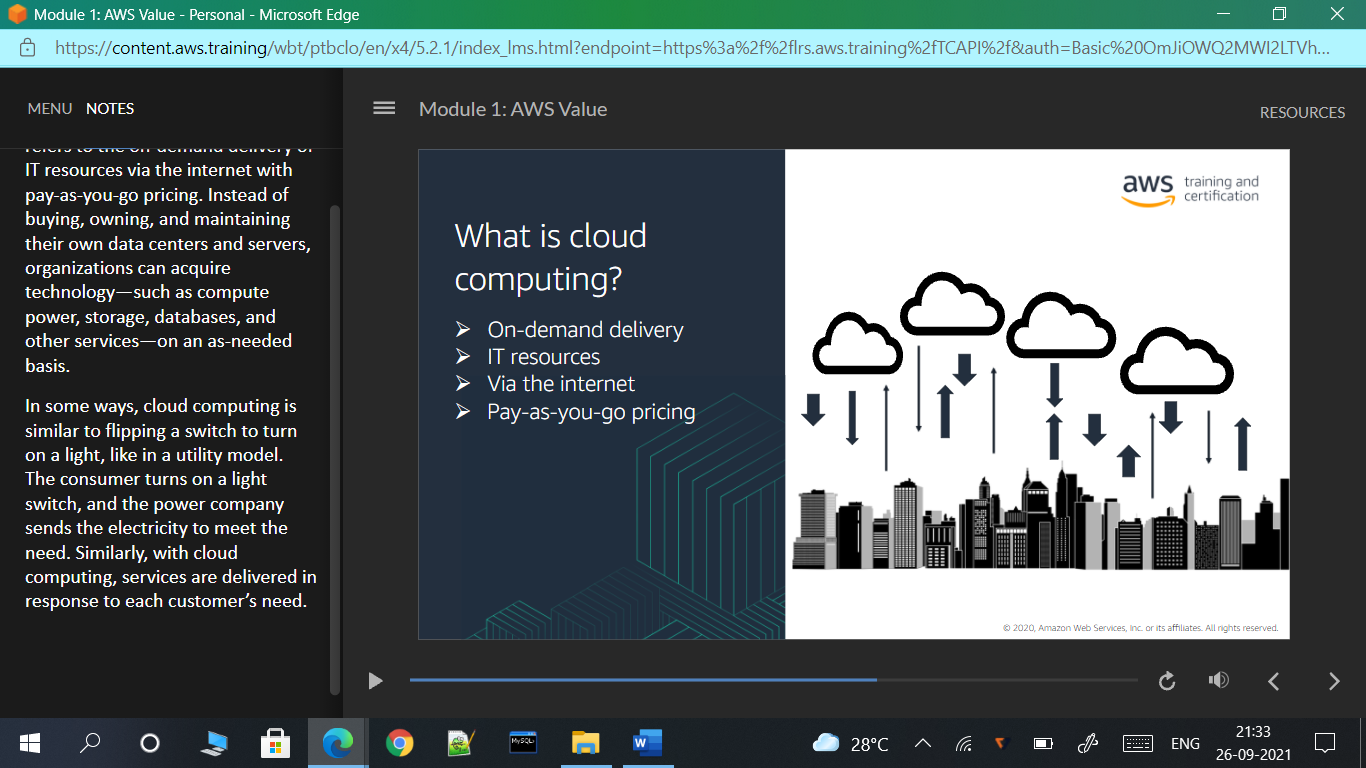 Module 1: AWS Value - Personal - Microsoft Edge
https://content.aws.training/wbt/ptbclo/en/x4/5.2.1/index_lms.html?endpoint=https%3a%2f%2flrs.aws.training%2fTCAPI%2f&auth=Basic%20OmJiOWQ2MWI2LTVh...
MENU NOTES
Module 1: AWS Value
RESOURCES
refers to the on-demand delivery of
IT resources via the internet with
pay-as-you-go pricing. Instead of
buying, owning, and maintaining
their own data centers and servers,
organizations can acquire
technology—such as compute
power, storage, databases, and
other services—on an as-needed
basis.
In some ways, cloud computing is
similar to flipping a switch to turn
on a light, like in a utility model.
The consumer turns on a light
switch, and the power company
sends the electricity to meet the
need. Similarly, with cloud
computing, services are delivered in
response to each customer’s need.
What is cloud
computing?
➢ On-demand delivery
➢ IT resources
➢ Via the internet
➢ Pay-as-you-go pricing
aws training and
certification
© 2020, Amazon Web Services, Inc. or its affiliates. All rights reserved.
MySQL
W
28°C
ENG
21:33
26-09-2021